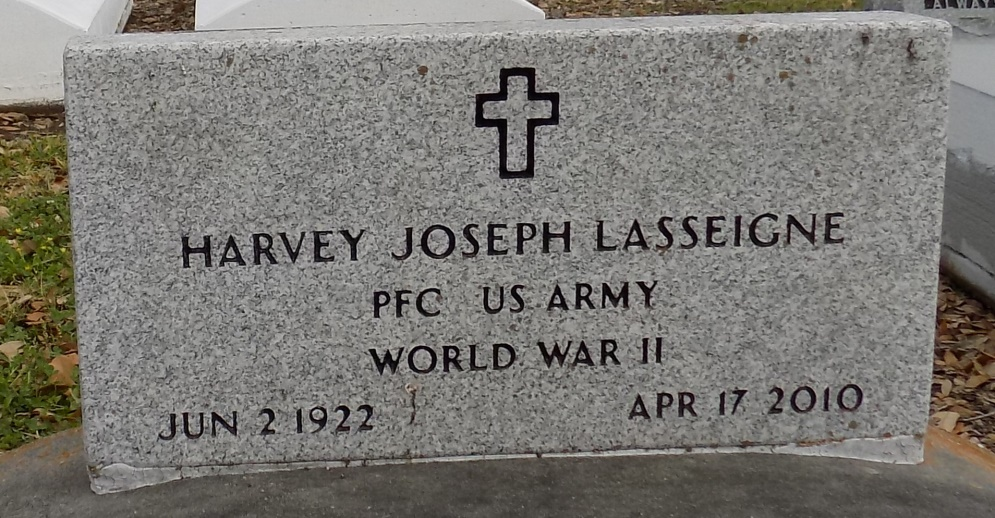 HARVEY JOSEPH LASSEIGNE
PFC US ARMY
WORLD WAR II
JUN 2 1922 APR 17 2010